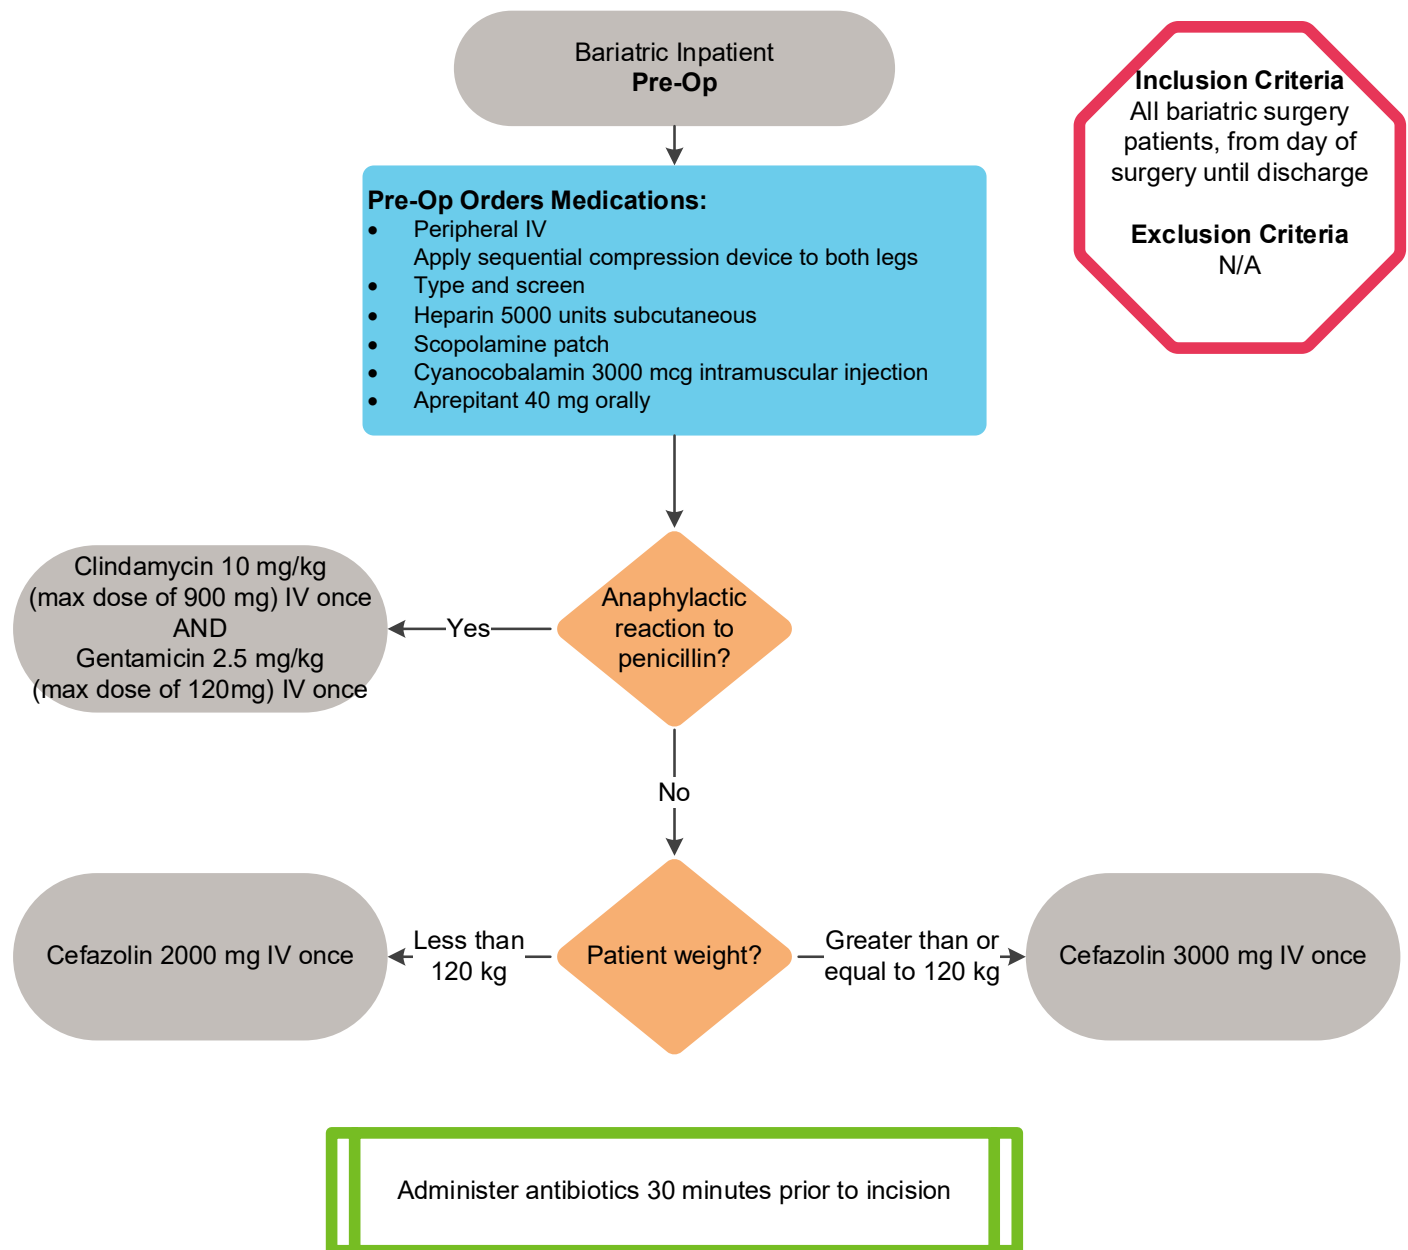 Bariatric Inpatient
Pre-Op
Inclusion Criteria
All bariatric surgery
patients, from day of
surgery until discharge
Exclusion Criteria
N/A
Pre-Op Orders Medications:
• Peripheral IV
Apply sequential compression device to both legs
• Type and screen
• Heparin 5000 units subcutaneous
• Scopolamine patch
• Cyanocobalamin 3000 mcg intramuscular injection
• Aprepitant 40 mg orally
Anaphylactic
reaction to
penicillin?
Yes
Clindamycin 10 mg/kg
(max dose of 900 mg) IV once
AND
Gentamicin 2.5 mg/kg
(max dose of 120mg) IV once
No
Patient weight?
Less than
120 kg
Cefazolin 2000 mg IV once
Greater than or
equal to 120 kg
Cefazolin 3000 mg IV once
Administer antibiotics 30 minutes prior to incision